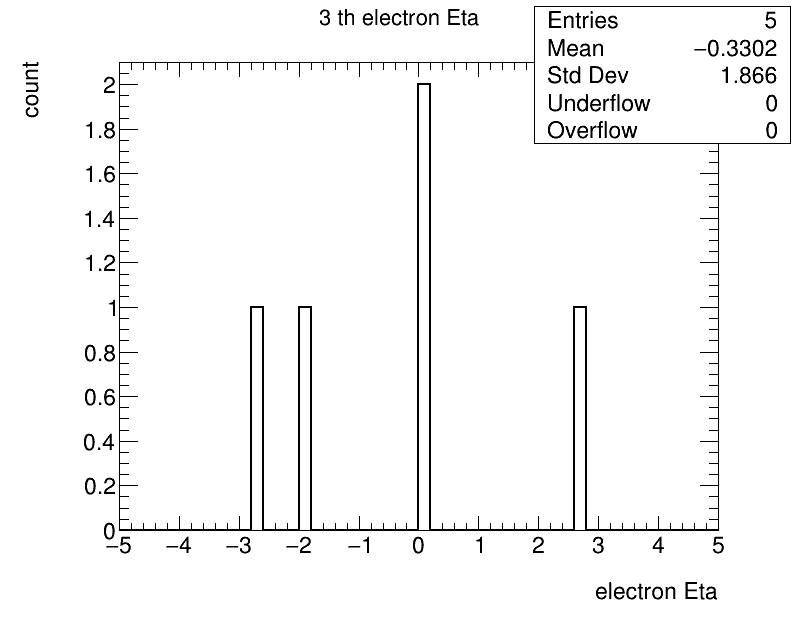 3 th electron Eta
Entries 5
Mean −0.3302
Std Dev 1.866
Underflow 0
Overflow 0
count
2
1.8
1.6
1.4
1.2
1
0.8
0.6
0.4
0.2
0
−5 −4 −3 −2 −1 0 1 2 3 4 5
electron Eta